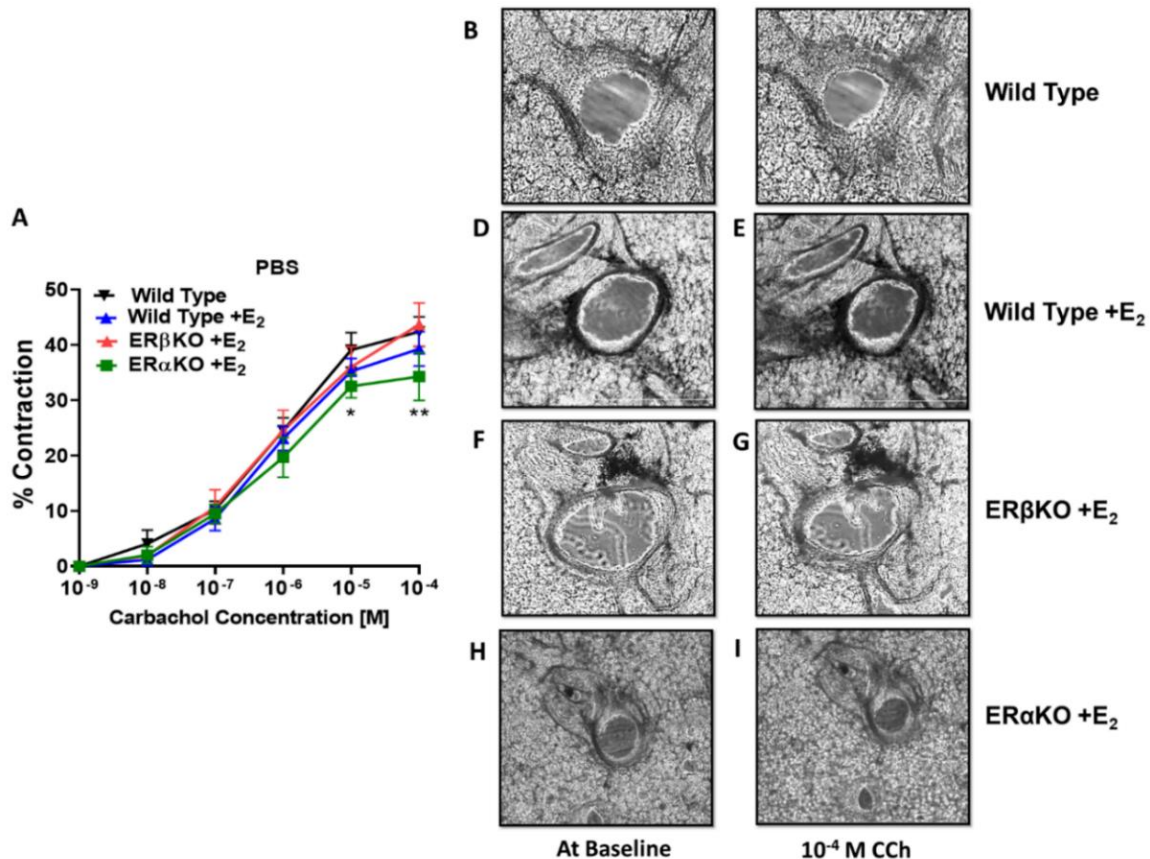 A
PBS
Wild Type
Wild Type +E₂
ERβKO +E₂
ERαKO +E₂
% Contraction
50
40
30
20
10
0
* **
10⁻⁹ 10⁻⁸ 10⁻⁷ 10⁻⁶ 10⁻⁵ 10⁻⁴
Carbachol Concentration [M]
B
Wild Type
D E
Wild Type +E₂
F G
ERβKO +E₂
H I
ERαKO +E₂
At Baseline 10⁻⁴ M CCh